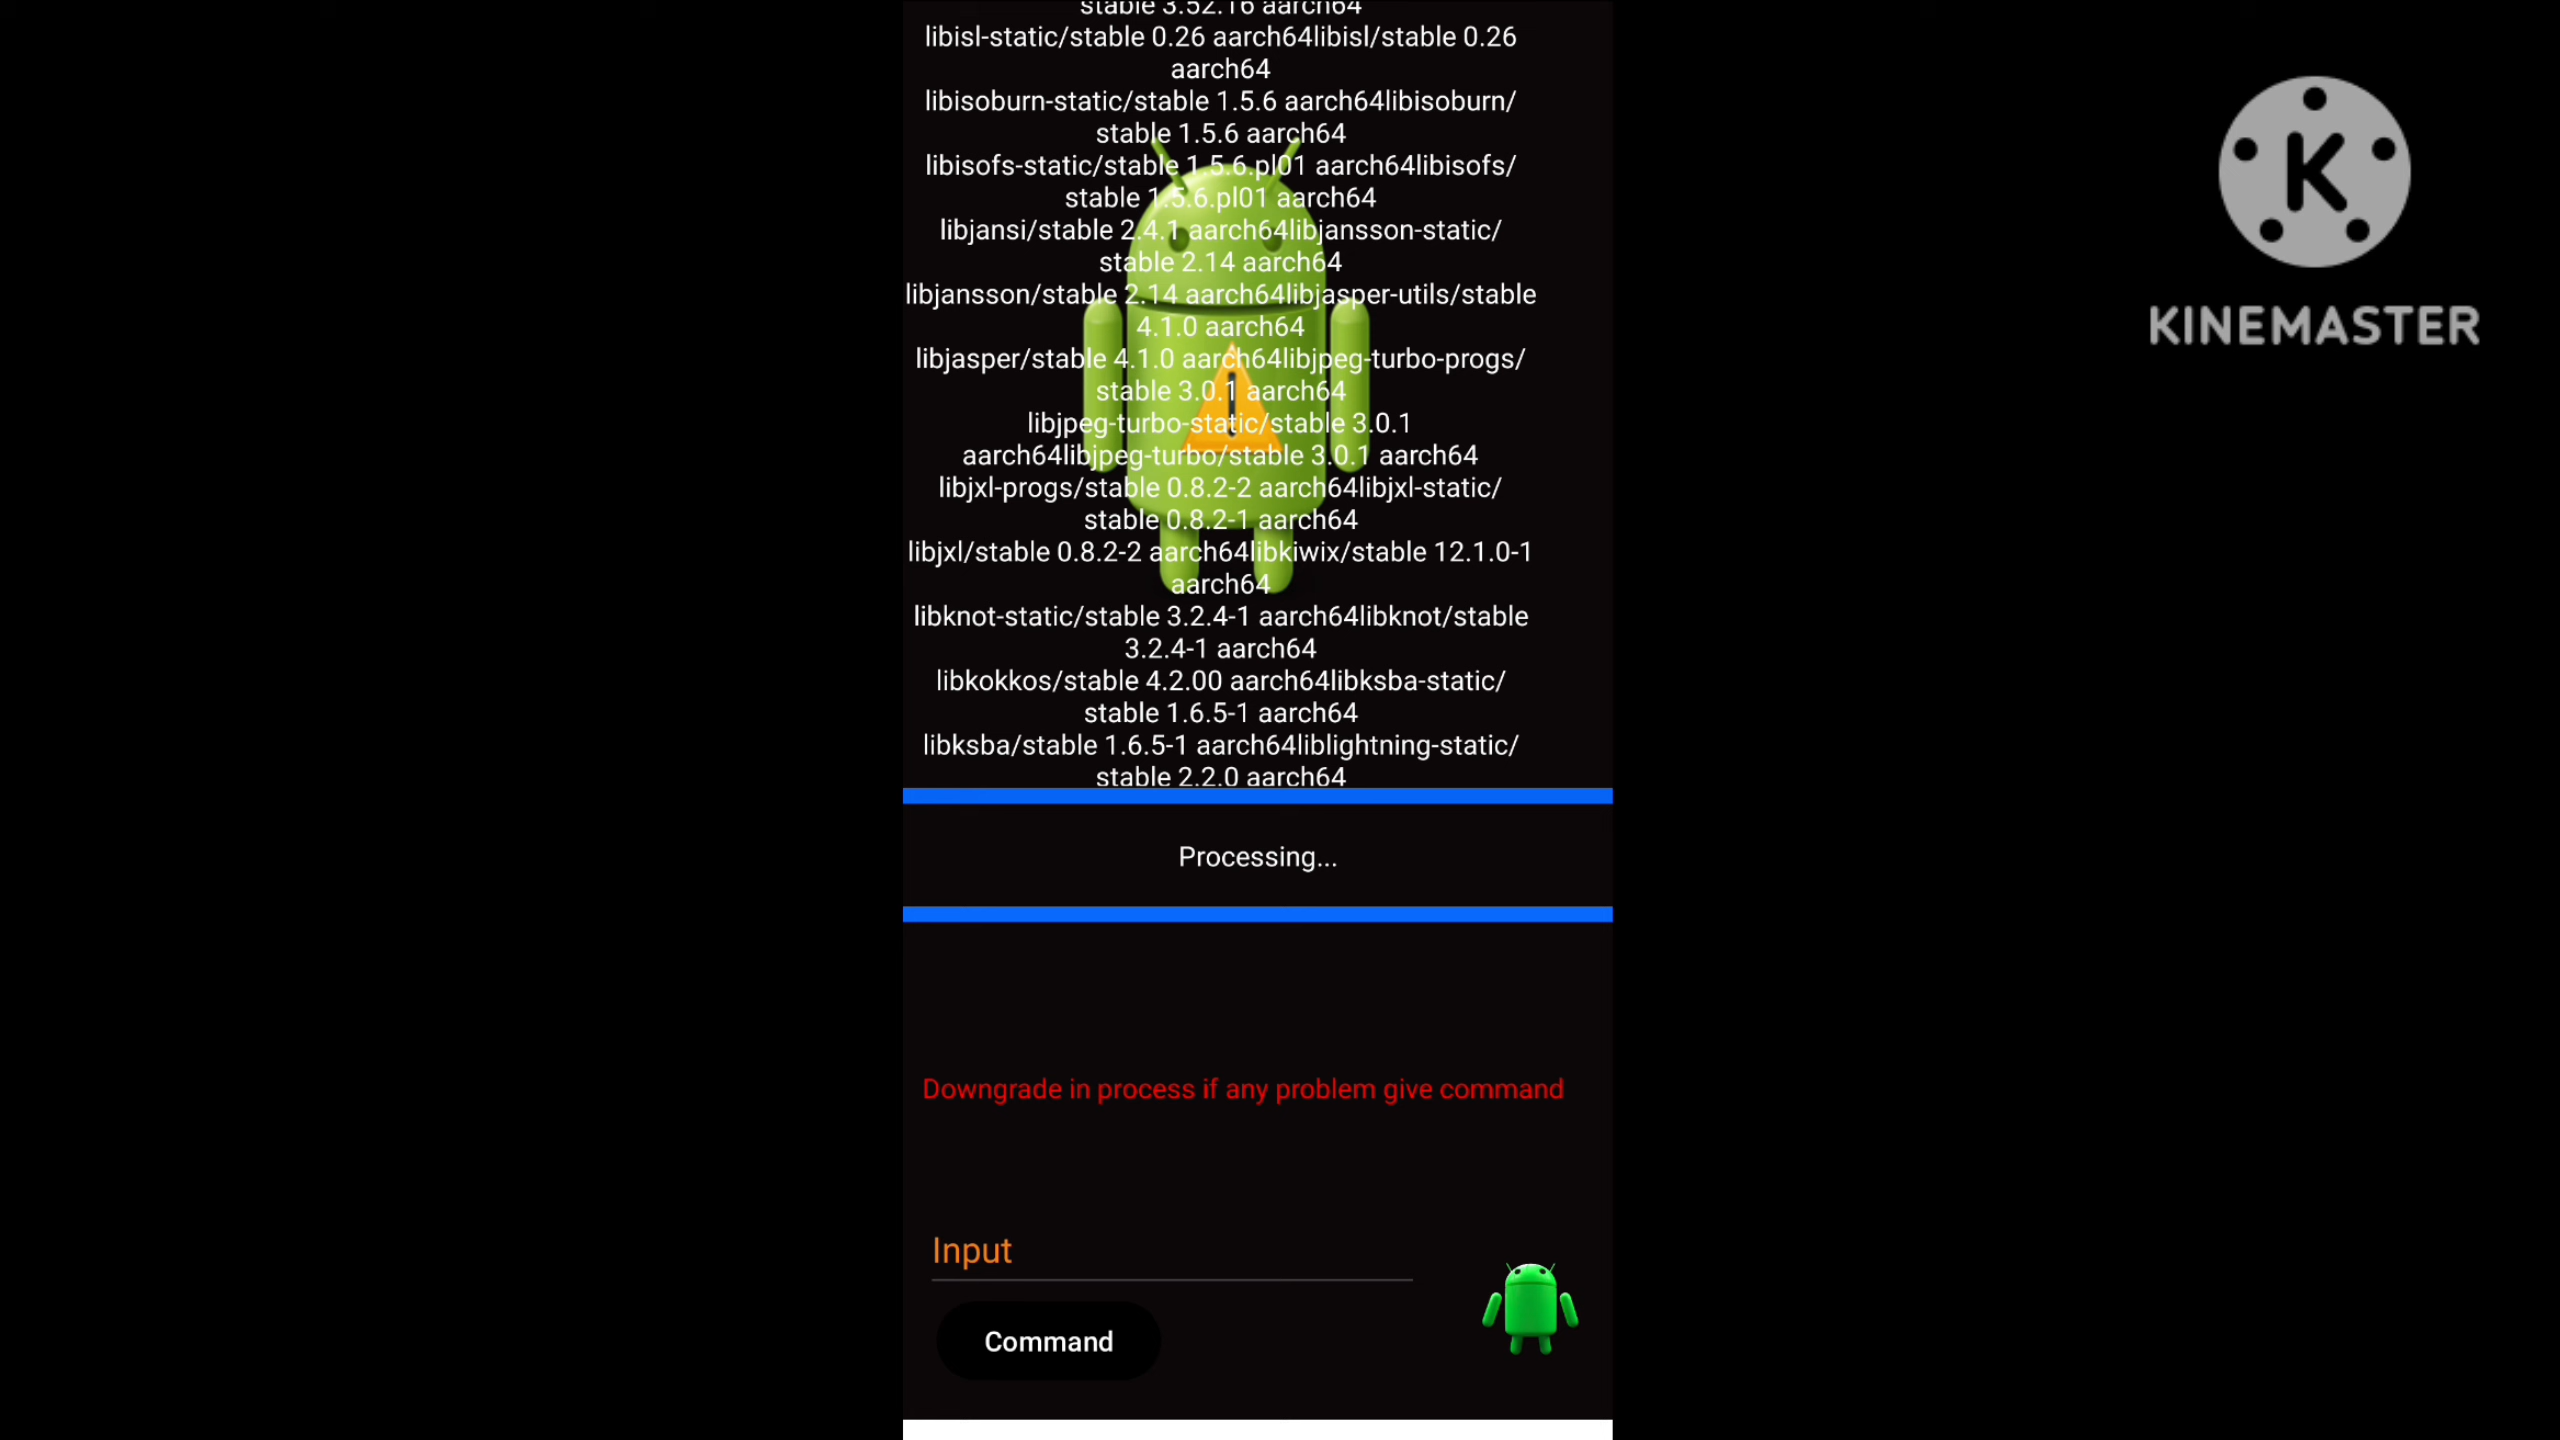 stable 3.52.16 aarch64
libisl-static/stable 0.26 aarch64libisl/stable 0.26
aarch64
libisoburn-static/stable 1.5.6 aarch64libisoburn/
stable 1.5.6 aarch64
libisofs-static/stable 1.5.6.pl01 aarch64libisofs/
stable 1.5.6.pl01 aarch64
libjansi/stable 2.4.1 aarch64libjansson-static/
stable 2.14 aarch64
libjansson/stable 2.14 aarch64libjasper-utils/stable
4.1.0 aarch64
libjasper/stable 4.1.0 aarch64libjpeg-turbo-progs/
stable 3.0.1 aarch64
libjpeg-turbo-static/stable 3.0.1
aarch64libjpeg-turbo/stable 3.0.1 aarch64
libjxl-progs/stable 0.8.2-2 aarch64libjxl-static/
stable 0.8.2-1 aarch64
libjxl/stable 0.8.2-2 aarch64libkiwix/stable 12.1.0-1
aarch64
libknot-static/stable 3.2.4-1 aarch64libknot/stable
3.2.4-1 aarch64
libkokkos/stable 4.2.00 aarch64libksba-static/
stable 1.6.5-1 aarch64
libksba/stable 1.6.5-1 aarch64liblightning-static/
stable 2.2.0 aarch64
Processing...
Downgrade in process if any problem give command
Input
Command
K
KINEMASTER